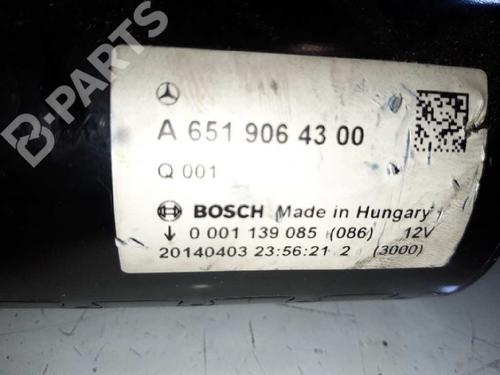 B-PARTS
A 651 906 43 00
Q 001
BOSCH Made in Hungary
0 001 139 085 (086) 12V
20140403 23:56:21 2 (3000)